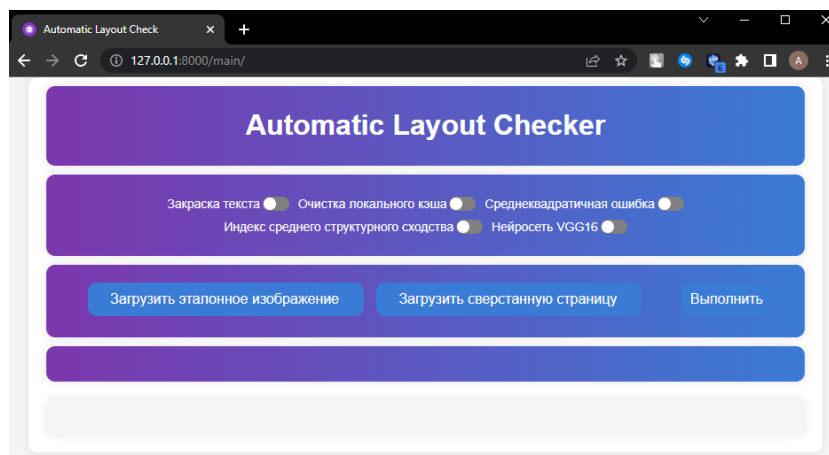 Automatic Layout Check
127.0.0.1:8000/main/
6
A
Automatic Layout Checker
Закраска текста Очистка локального кэша Среднеквадратичная ошибка
Индекс среднего структурного сходства Нейросеть VGG16
Загрузить эталонное изображение Загрузить сверстанную страницу Выполнить